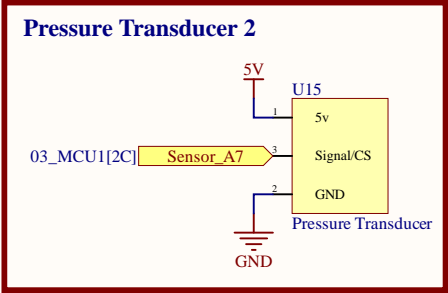 Pressure Transducer 2
5V
U15
1
5v
03_MCU1[2C]
Sensor_A7
3
Signal/CS
2
GND
Pressure Transducer
GND